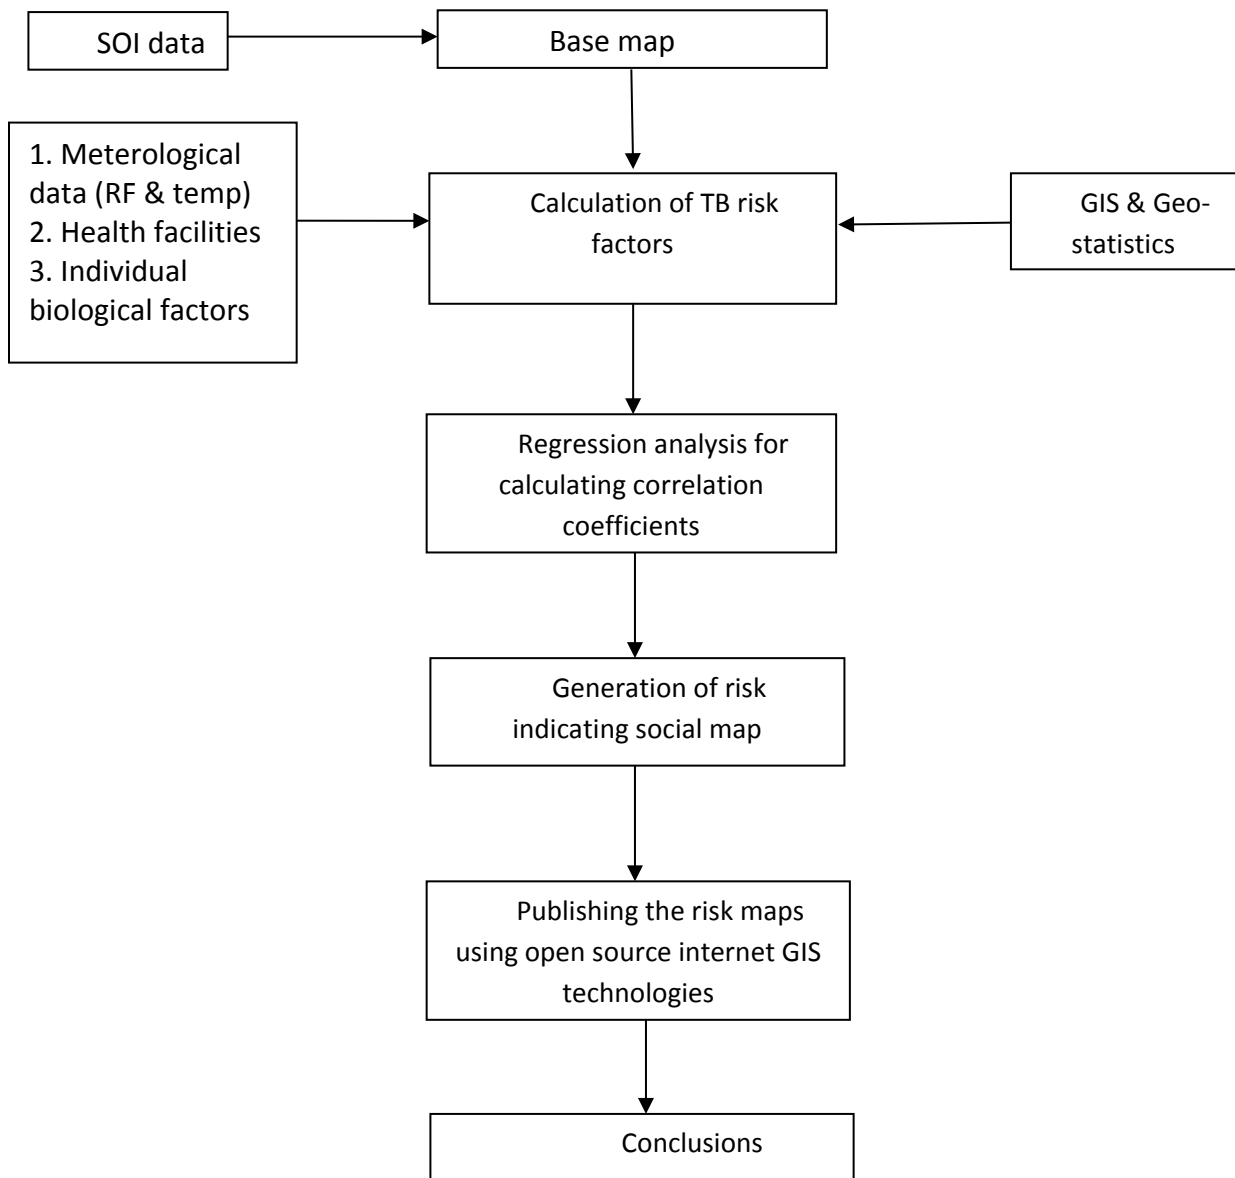 SOI data
Base map
1. Meterological
data (RF & temp)
2. Health facilities
3. Individual
biological factors
Calculation of TB risk
factors
GIS & Geo-
statistics
Regression analysis for
calculating correlation
coefficients
Generation of risk
indicating social map
Publishing the risk maps
using open source internet GIS
technologies
Conclusions